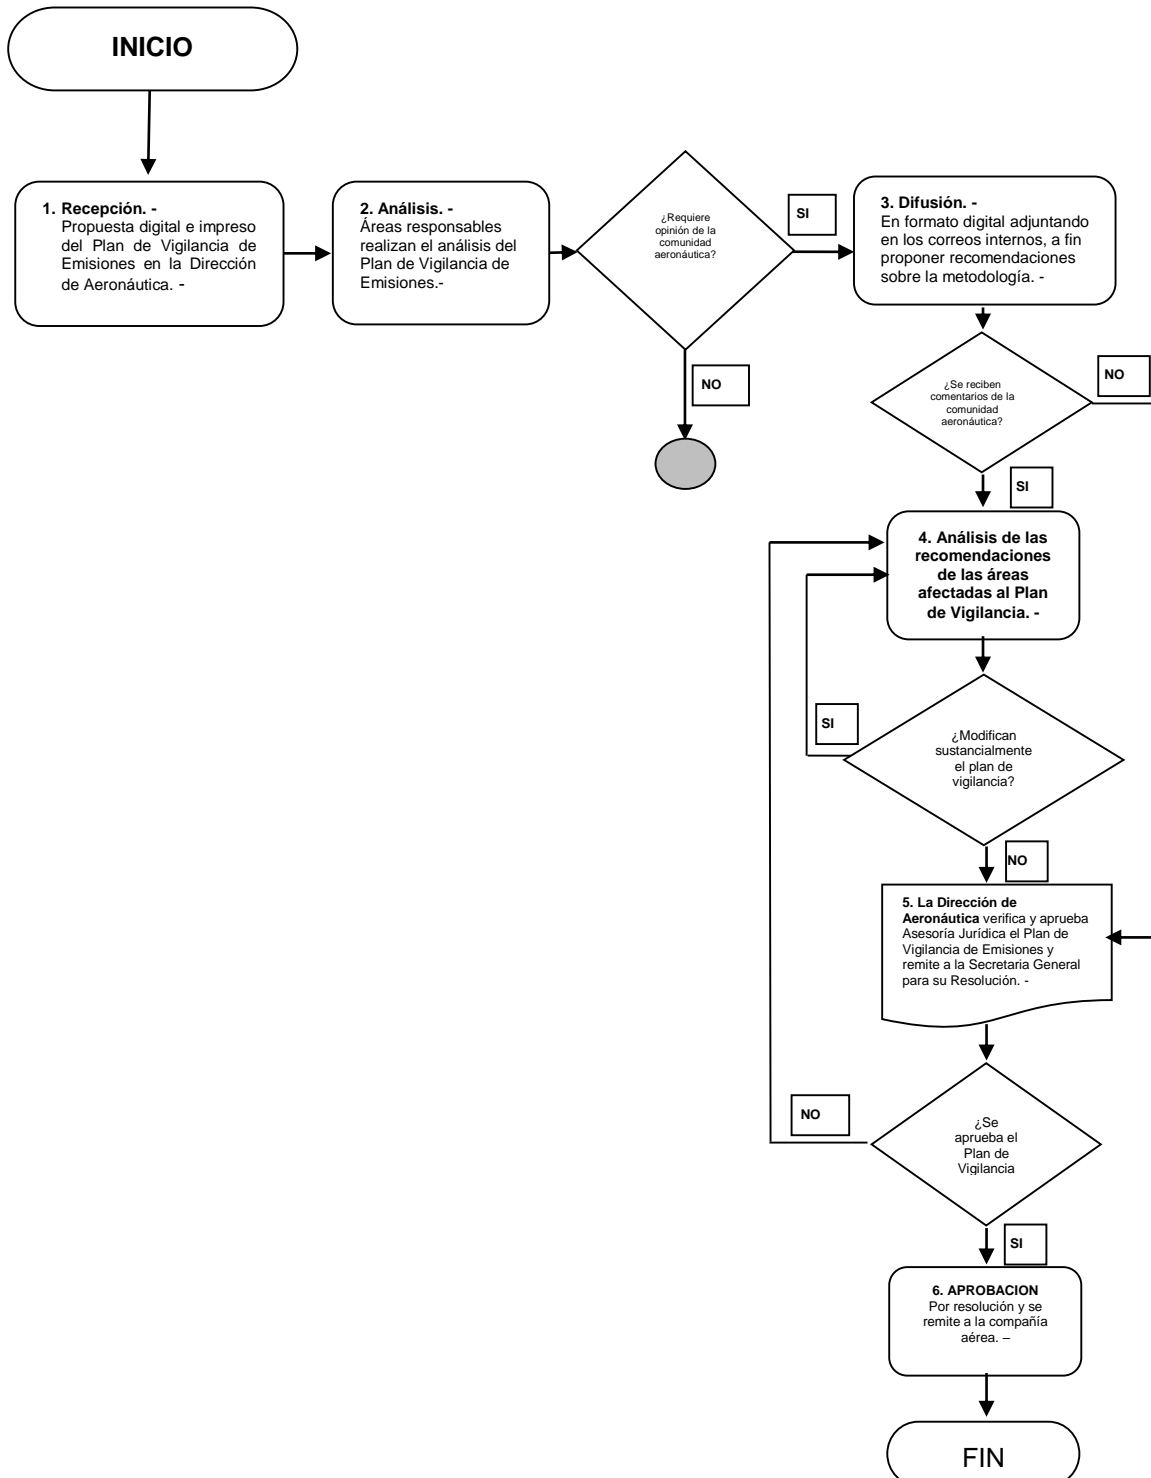 INICIO
1. Recepción. -
Propuesta digital e impreso
del Plan de Vigilancia de
Emisiones en la Dirección
de Aeronáutica. -
2. Análisis. -
Áreas responsables
realizan el análisis del
Plan de Vigilancia de
Emisiones.-
¿Requiere
opinión de la
comunidad
aeronáutica?
SI
NO
3. Difusión. -
En formato digital adjuntando
en los correos internos, a fin
proponer recomendaciones
sobre la metodología. -
¿Se reciben
comentarios de la
comunidad
aeronáutica?
NO
SI
4. Análisis de las
recomendaciones
de las áreas
afectadas al Plan
de Vigilancia. -
SI
¿Modifican
sustancialmente
el plan de
vigilancia?
NO
5. La Dirección de
Aeronáutica verifica y aprueba
Asesoría Jurídica el Plan de
Vigilancia de Emisiones y
remite a la Secretaria General
para su Resolución. -
NO
¿Se
aprueba el
Plan de
Vigilancia
SI
6. APROBACION
Por resolución y se
remite a la compañía
aérea. –
FIN